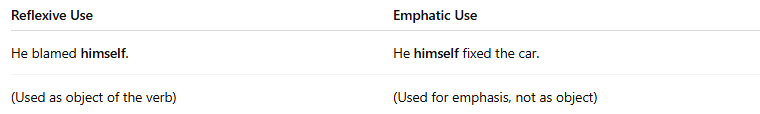 Reflexive Use Emphatic Use
He blamed himself. He himself fixed the car.
(Used as object of the verb) (Used for emphasis, not as object)